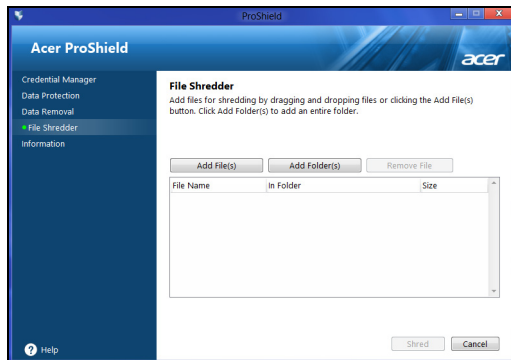 ProShield
Acer ProShield
acer
Credential Manager
Data Protection
Data Removal
File Shredder
Information
File Shredder
Add files for shredding by dragging and dropping files or clicking the Add File(s)
button. Click Add Folder(s) to add an entire folder.
Add File(s) Add Folder(s) Remove File
File Name In Folder Size
Shred Cancel
? Help